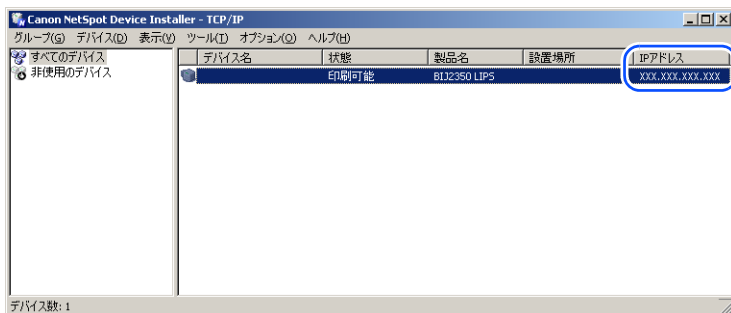 Canon NetSpot Device Installer - TCP/IP
グループ(G) デバイス(D) 表示(V) ツール(T) オプション(O) ヘルプ(H)
すべてのデバイス
非使用のデバイス
デバイス名 状態 製品名 設置場所 IPアドレス
印刷可能 BIJ2350 LIPS XXX.XXX.XXX.XXX
デバイス数: 1